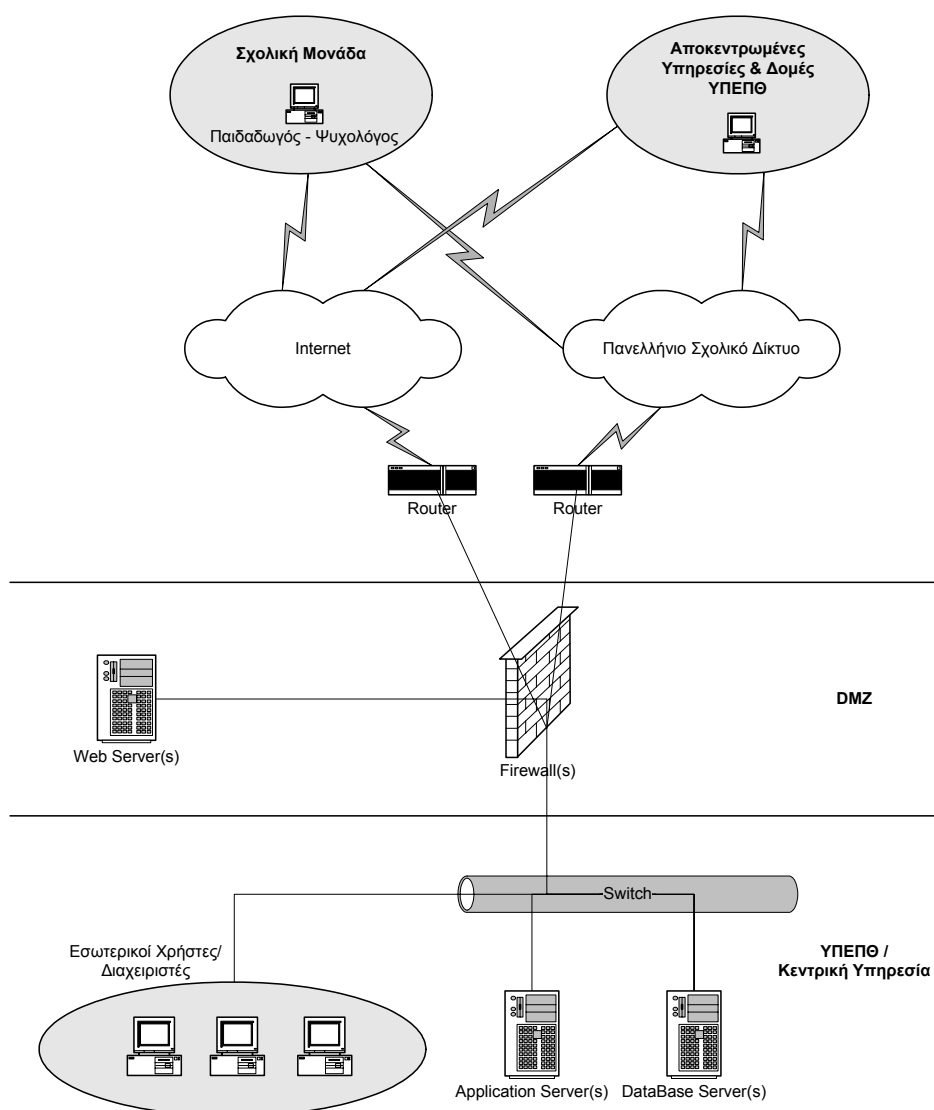 Σχολική Μονάδα
Παιδαδωγός - Ψυχολόγος
Αποκεντρωμένες
Υπηρεσίες & Δομές
ΥΠΕΠΘ
Internet
Πανελλήνιο Σχολικό Δίκτυο
Router
Router
Web Server(s)
Firewall(s)
DMZ
Switch
Εσωτερικοί Χρήστες/
Διαχειριστές
ΥΠΕΠΘ /
Κεντρική Υπηρεσία
Application Server(s)
DataBase Server(s)